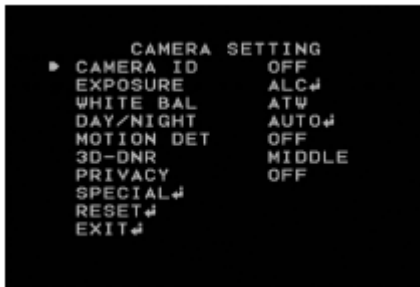 CAMERA SETTING
► CAMERA ID OFF
EXPOSURE ALC↲
WHITE BAL ATW
DAY/NIGHT AUTO↲
MOTION DET OFF
3D-DNR MIDDLE
PRIVACY OFF
SPECIAL↲
RESET↲
EXIT↲